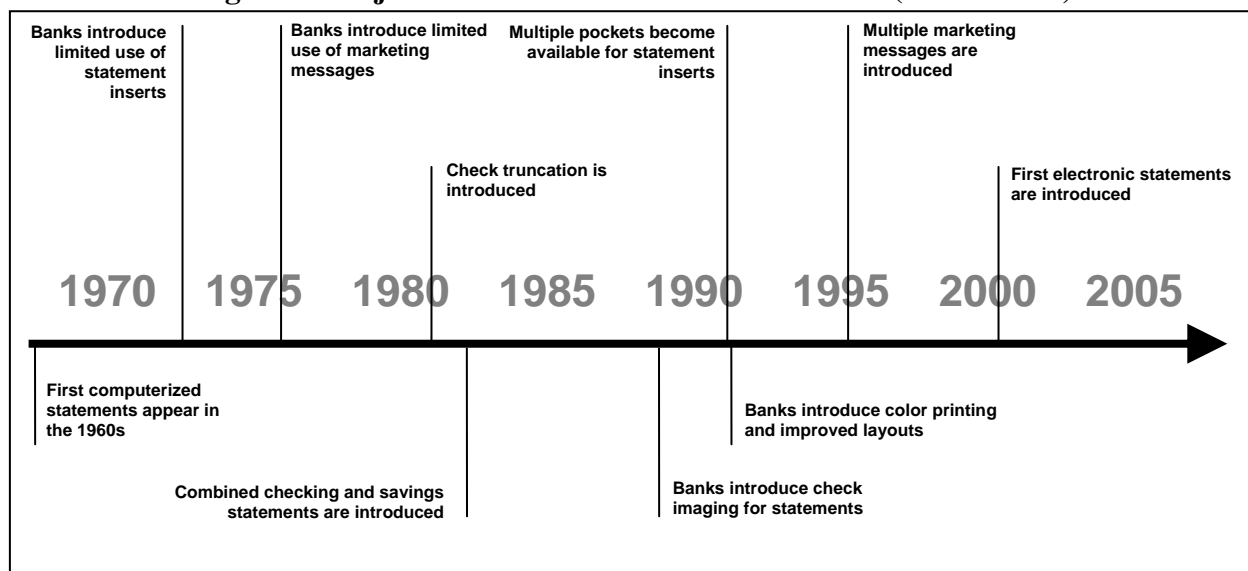 Banks introduce
limited use of
statement
inserts
Banks introduce limited
use of marketing
messages
Multiple pockets become
available for statement
inserts
Multiple marketing
messages are
introduced
Check truncation is
introduced
First electronic statements
are introduced
1970 1975 1980 1985 1990 1995 2000 2005
First computerized
statements appear in
the 1960s
Banks introduce color printing
and improved layouts
Combined checking and savings
statements are introduced
Banks introduce check
imaging for statements